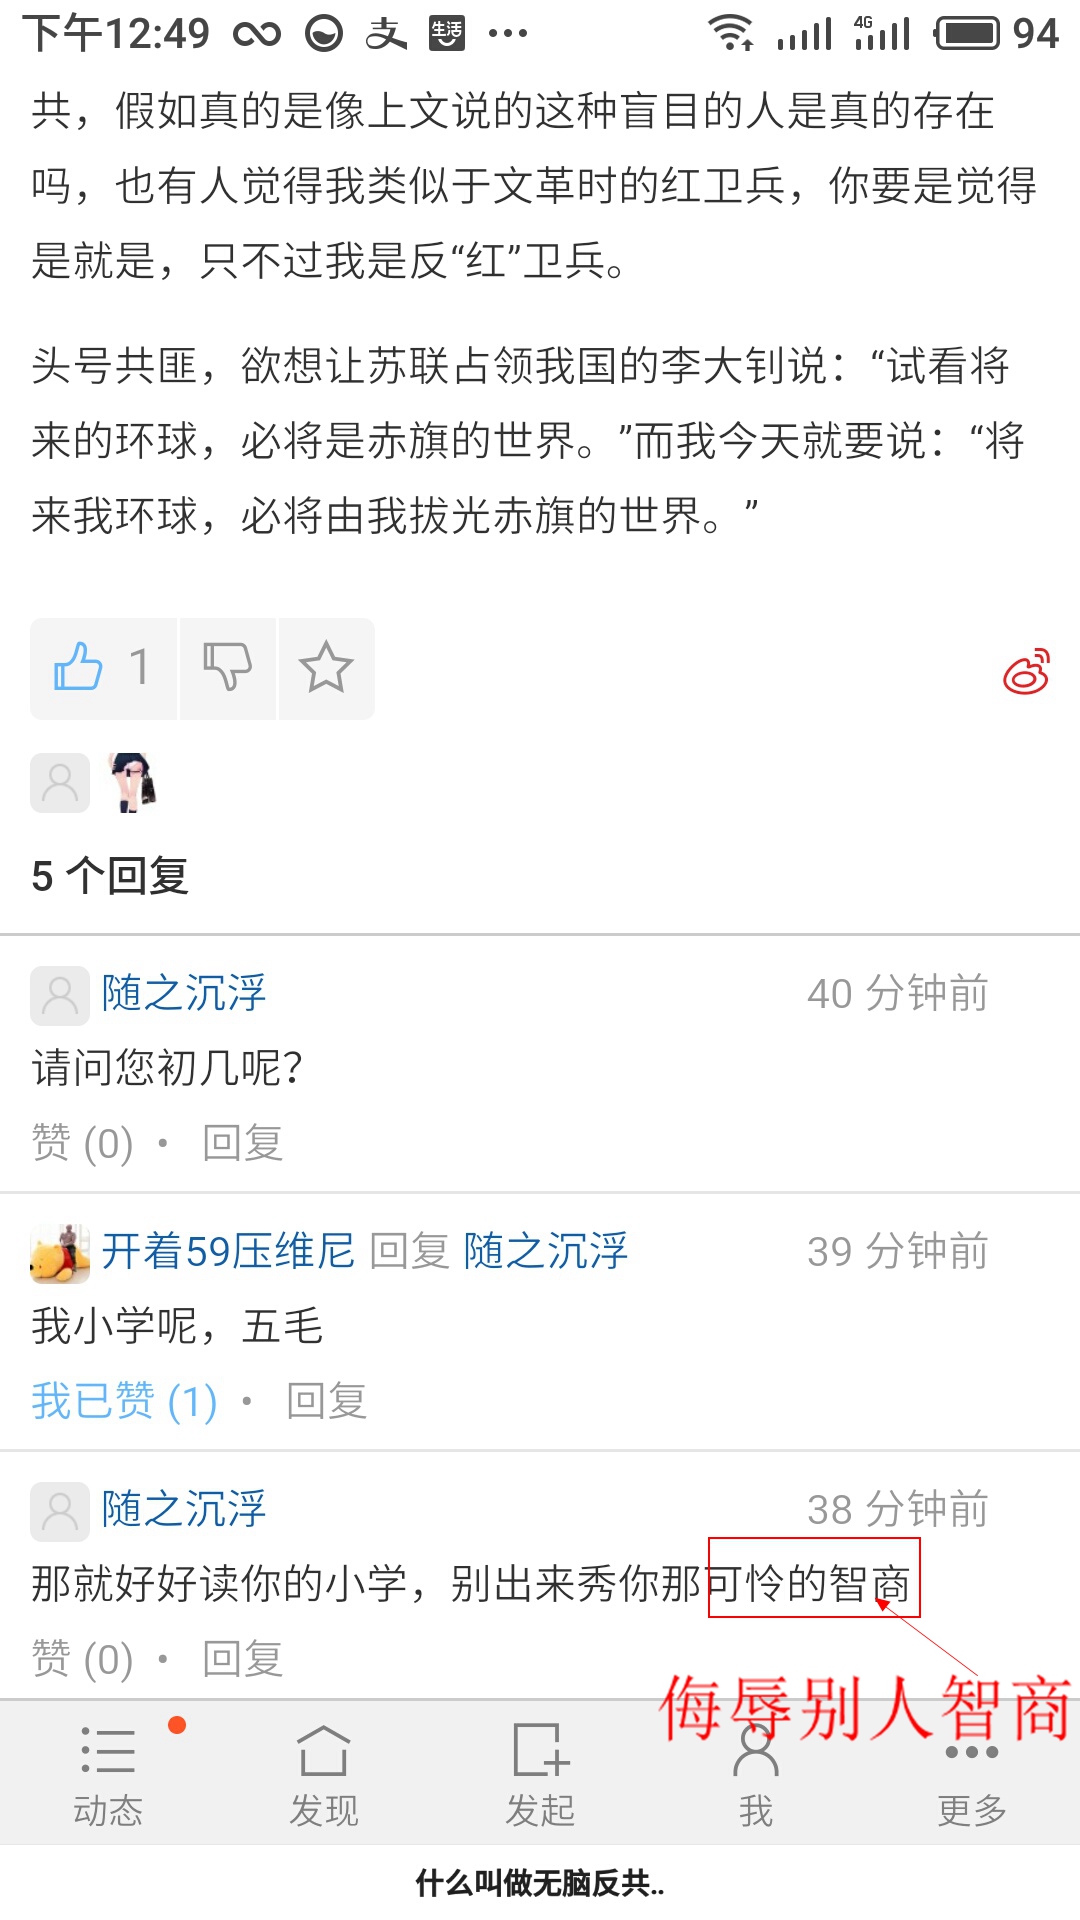 下午12:49 支 生活 ... 4G 94
共，假如真的是像上文说的这种盲目的人是真的存在
吗，也有人觉得我类似于文革时的红卫兵，你要是觉得
是就是，只不过我是反“红”卫兵。
头号共匪，欲想让苏联占领我国的李大钊说：“试看将
来的环球，必将是赤旗的世界。”而我今天就要说：“将
来我环球，必将由我拔光赤旗的世界。”
1
5 个回复
随之沉浮 40 分钟前
请问您初几呢？
赞 (0) • 回复
开着59压维尼 回复 随之沉浮 39 分钟前
我小学呢，五毛
我已赞 (1) • 回复
随之沉浮 38 分钟前
那就好好读你的小学，别出来秀你那可怜的智商
赞 (0) • 回复
侮辱别人智商
动态 发现 发起 我 更多
什么叫做无脑反共..